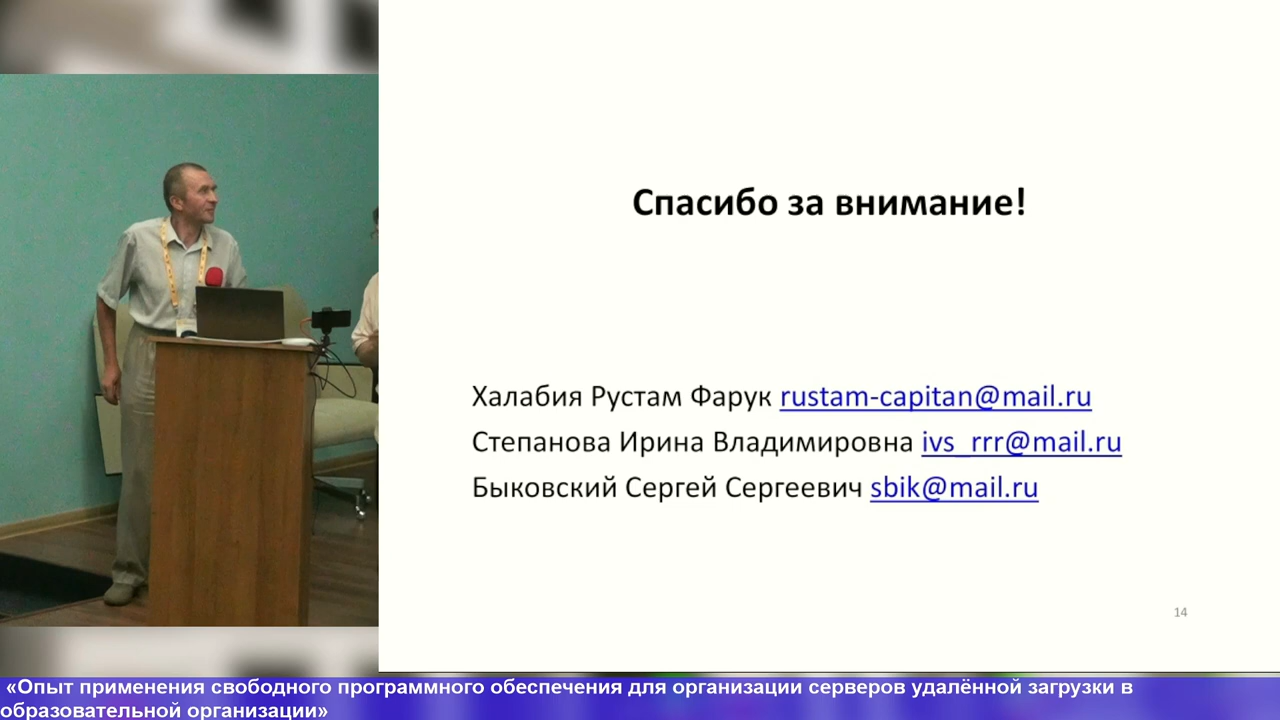 Спасибо за внимание!
Халабия Рустам Фарук rustam-capitan@mail.ru
Степанова Ирина Владимировна ivs_rrr@mail.ru
Быковский Сергей Сергеевич sbik@mail.ru
14
«Опыт применения свободного программного обеспечения для организации серверов удалённой загрузки в
образовательной организации»